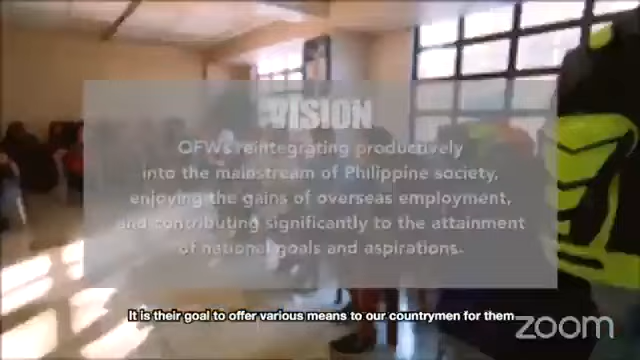 VISION
OFWs reintegrating productively
into the mainstream of Philippine society,
enjoying the gains of overseas employment,
and contributing significantly to the attainment
of national goals and aspirations.
It is their goal to offer various means to our countrymen for them
zoom